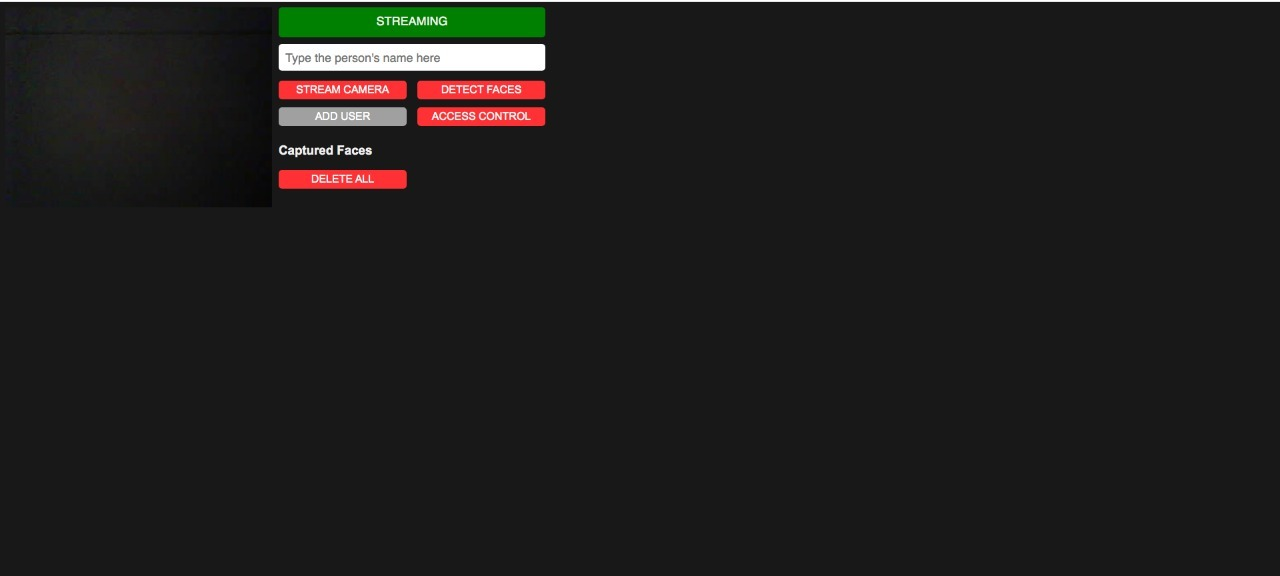 STREAMING
Type the person's name here
STREAM CAMERA DETECT FACES
ADD USER ACCESS CONTROL
Captured Faces
DELETE ALL